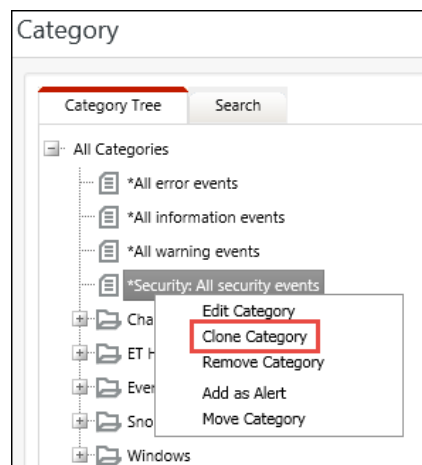 Category
Category Tree
Search
All Categories
*All error events
*All information events
*All warning events
*Security: All security events
Edit Category
Clone Category
Remove Category
Add as Alert
Move Category
Windows